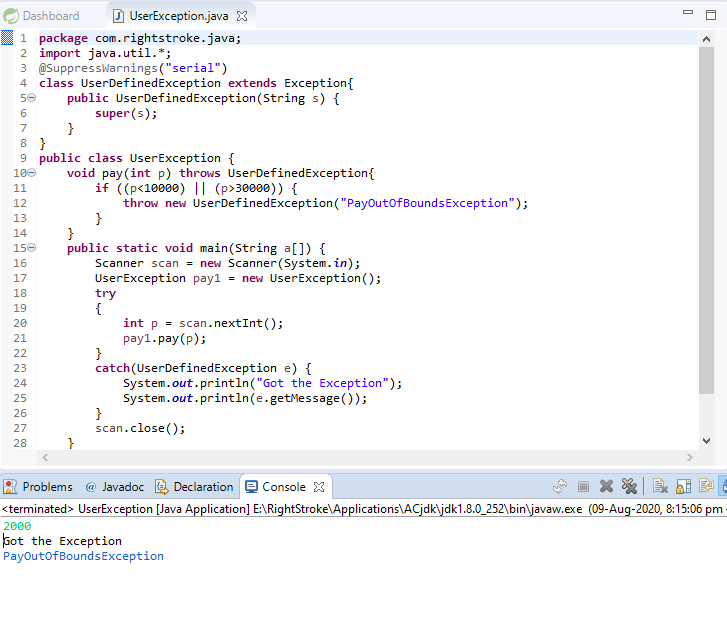 Dashboard UserException.java
1 package com.rightstroke.java;
2 import java.util.*;
3 @SuppressWarnings("serial")
4 class UserDefinedException extends Exception{
5 public UserDefinedException(String s) {
6 super(s);
7 }
8 }
9 public class UserException {
10 void pay(int p) throws UserDefinedException{
11 if ((p<10000) || (p>30000)) {
12 throw new UserDefinedException("PayOutOfBoundsException");
13 }
14 }
15 public static void main(String a[]) {
16 Scanner scan = new Scanner(System.in);
17 UserException pay1 = new UserException();
18 try
19 {
20 int p = scan.nextInt();
21 pay1.pay(p);
22 }
23 catch(UserDefinedException e) {
24 System.out.println("Got the Exception");
25 System.out.println(e.getMessage());
26 }
27 scan.close();
28 }
Problems @ Javadoc Declaration Console
<terminated> UserException [Java Application] E:\RightStroke\Applications\ACjdk\jdk1.8.0_252\bin\javaw.exe (09-Aug-2020, 8:15:06 pm –
2000
Got the Exception
PayOutOfBoundsException